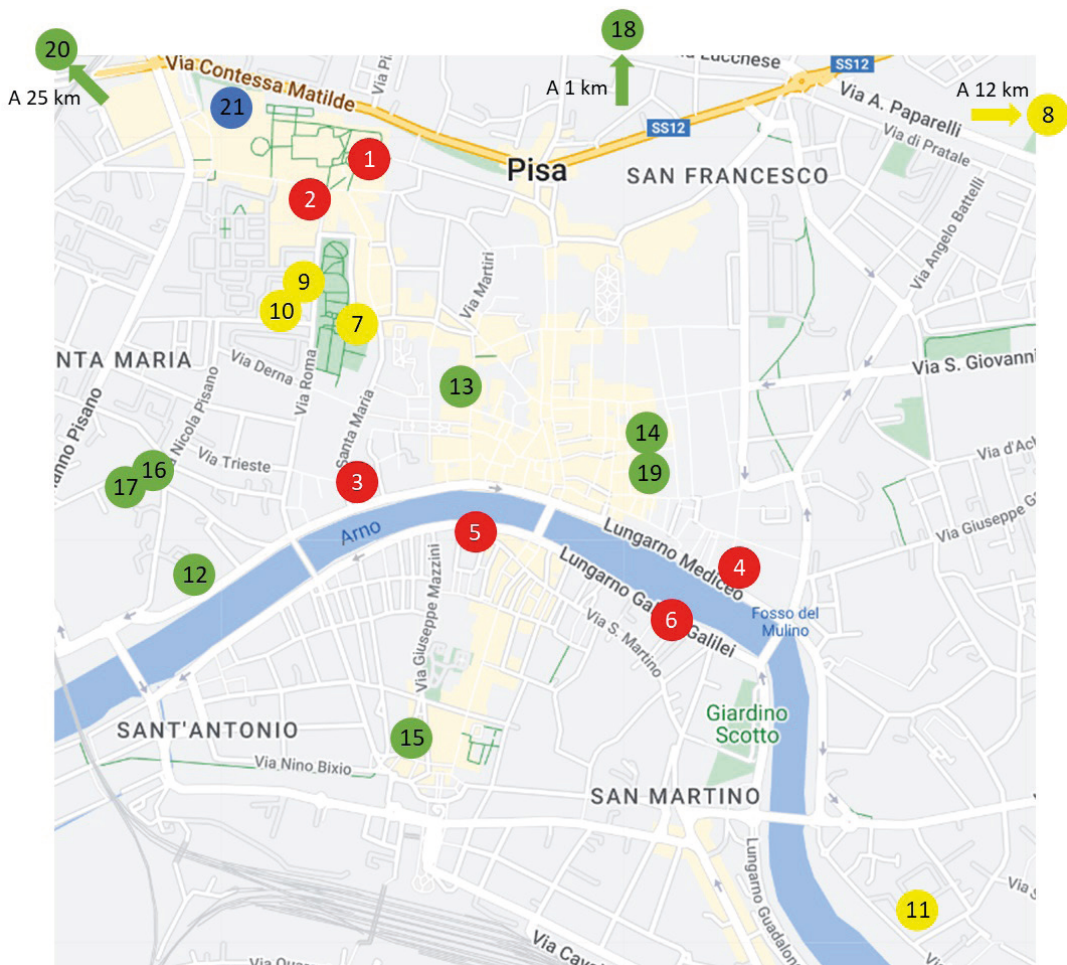 20
18
Via Contessa Matilde
SS12
A 25 km
A 1 km
A 12 km
8
21
Via A. Paparelli
Via di Pratale
SS12
1
Pisa
SAN FRANCESCO
2
Via Angelo Battelli
9
10
7
Via Martiri
NTA MARIA
Via Derna
Via Roma
Via S. Giovanni
13
Santa Maria
Nicola Pisano
anno Pisano
14
Via Trieste
16
17
19
3
Via Giuseppe G
Arno
5
Lungarno Mediceo
4
12
Lungarno Ga
Galilei
6
Fosso del
Mulino
Via Giuseppe Mazzini
Via S. Martino
Giardino
Scotto
SANT'ANTONIO
15
Via Nino Bixio
SAN MARTINO
Lungarno Guadalon
11
Via Cava